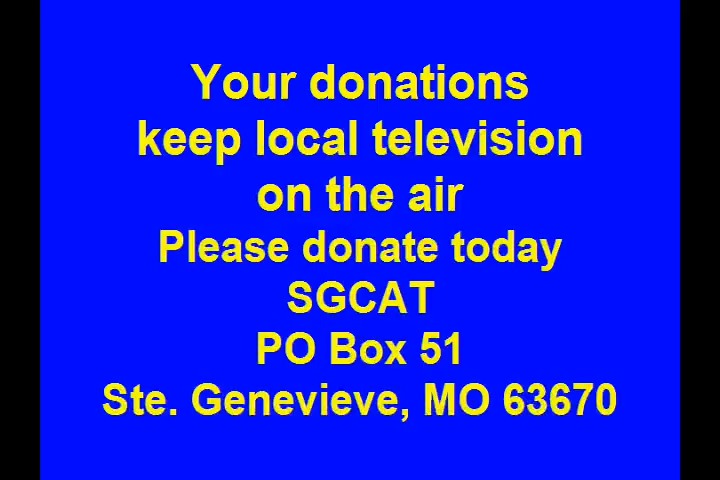 Your donations
keep local television
on the air
Please donate today
SGCAT
PO Box 51
Ste. Genevieve, MO 63670